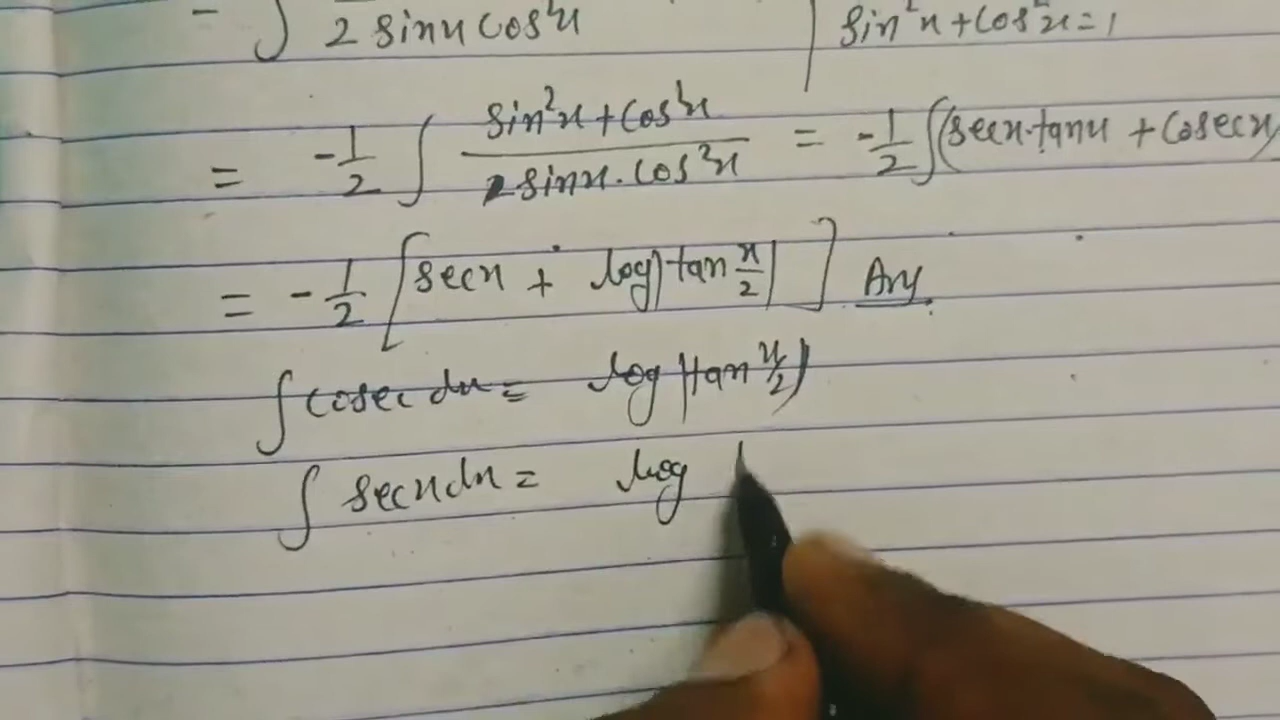 - ∫ 2 sinx cos²x | sin²x + cos²x = 1
= -1/2 ∫ (sin²x + cos²x)/(2 sinx . cos²x) = -1/2 ∫ (secx . tanx + cosecx)
= -1/2 [secx + log|tan x/2| ] Ans.
∫ cosec dx = log|tan x/2)
∫ secx dx = log